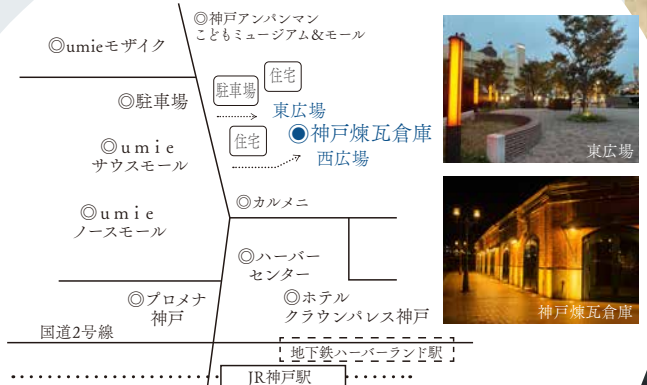 ◎神戸アンパンマン
こどもミュージアム＆モール
◎umieモザイク
住宅
駐車場
◎駐車場
東広場
◉神戸煉瓦倉庫
住宅
西広場
◎umie
サウスモール
◎カルメニ
◎umie
ノースモール
◎ハーバー
センター
◎プロメナ
神戸
◎ホテル
クラウンパレス神戸
国道2号線
地下鉄ハーバーランド駅
JR神戸駅
東広場
神戸煉瓦倉庫